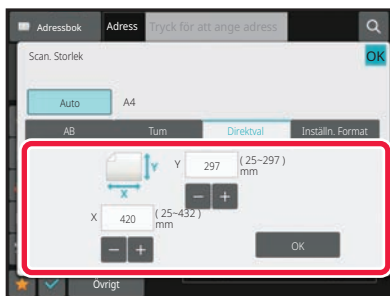 Adressbok Adress Tryck för att ange adress
Scan. Storlek OK
Auto A4
AB Tum Direktval Inställn. Format
Y Y 297 (25~297) mm
X
X 420 (25~432) mm
OK
Övrigt